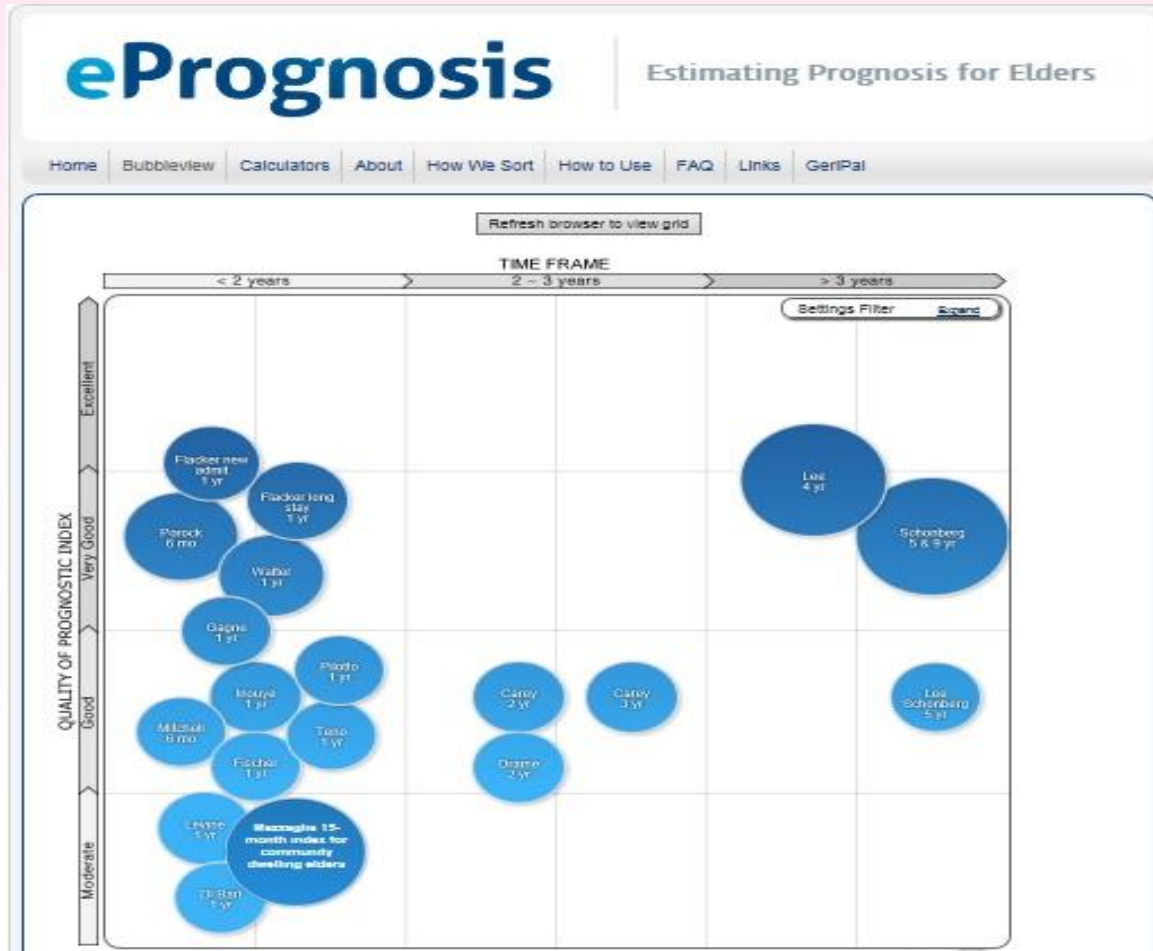 ePrognosis
Estimating Prognosis for Elders
Home
Bubbleview
Calculators
About
How We Sort
How to Use
FAQ
Links
GeriPal
Refresh browser to view grid
TIME FRAME
< 2 years
2 - 3 years
> 3 years
Settings Filter
Expand
QUALITY OF PROGNOSTIC INDEX
Excellent
Very Good
Good
Moderate
Flacker new
admit
1 yr
Flacker long
stay
1 yr
Porock
6 mo
Walter
1 yr
Lee
4 yr
Schonberg
5 & 9 yr
Gagne
1 yr
Pilotto
1 yr
Inouye
1 yr
Mitchell
6 mo
Teno
1 yr
Fischer
1 yr
Carey
2 yr
Carey
3 yr
Drame
2 yr
Lee
Schonberg
5 yr
Levine
1 yr
Mazzaglia 15-
month index for
community
dwelling elders
Di Bari
1 yr